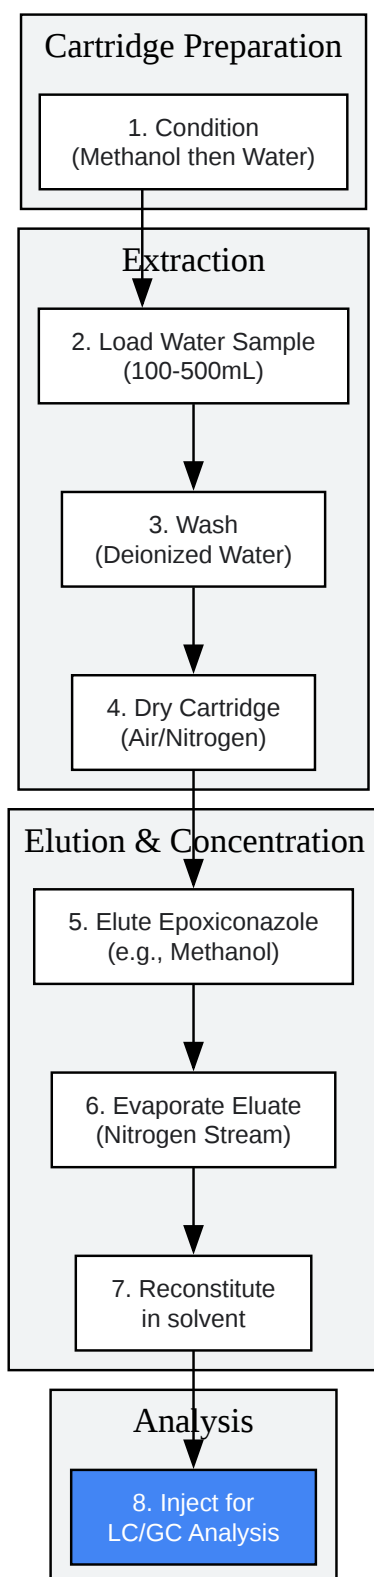 Cartridge Preparation
1. Condition
(Methanol then Water)
Extraction
2. Load Water Sample
(100-500mL)
3. Wash
(Deionized Water)
4. Dry Cartridge
(Air/Nitrogen)
Elution & Concentration
5. Elute Epoxiconazole
(e.g., Methanol)
6. Evaporate Eluate
(Nitrogen Stream)
7. Reconstitute
in solvent
Analysis
8. Inject for
LC/GC Analysis